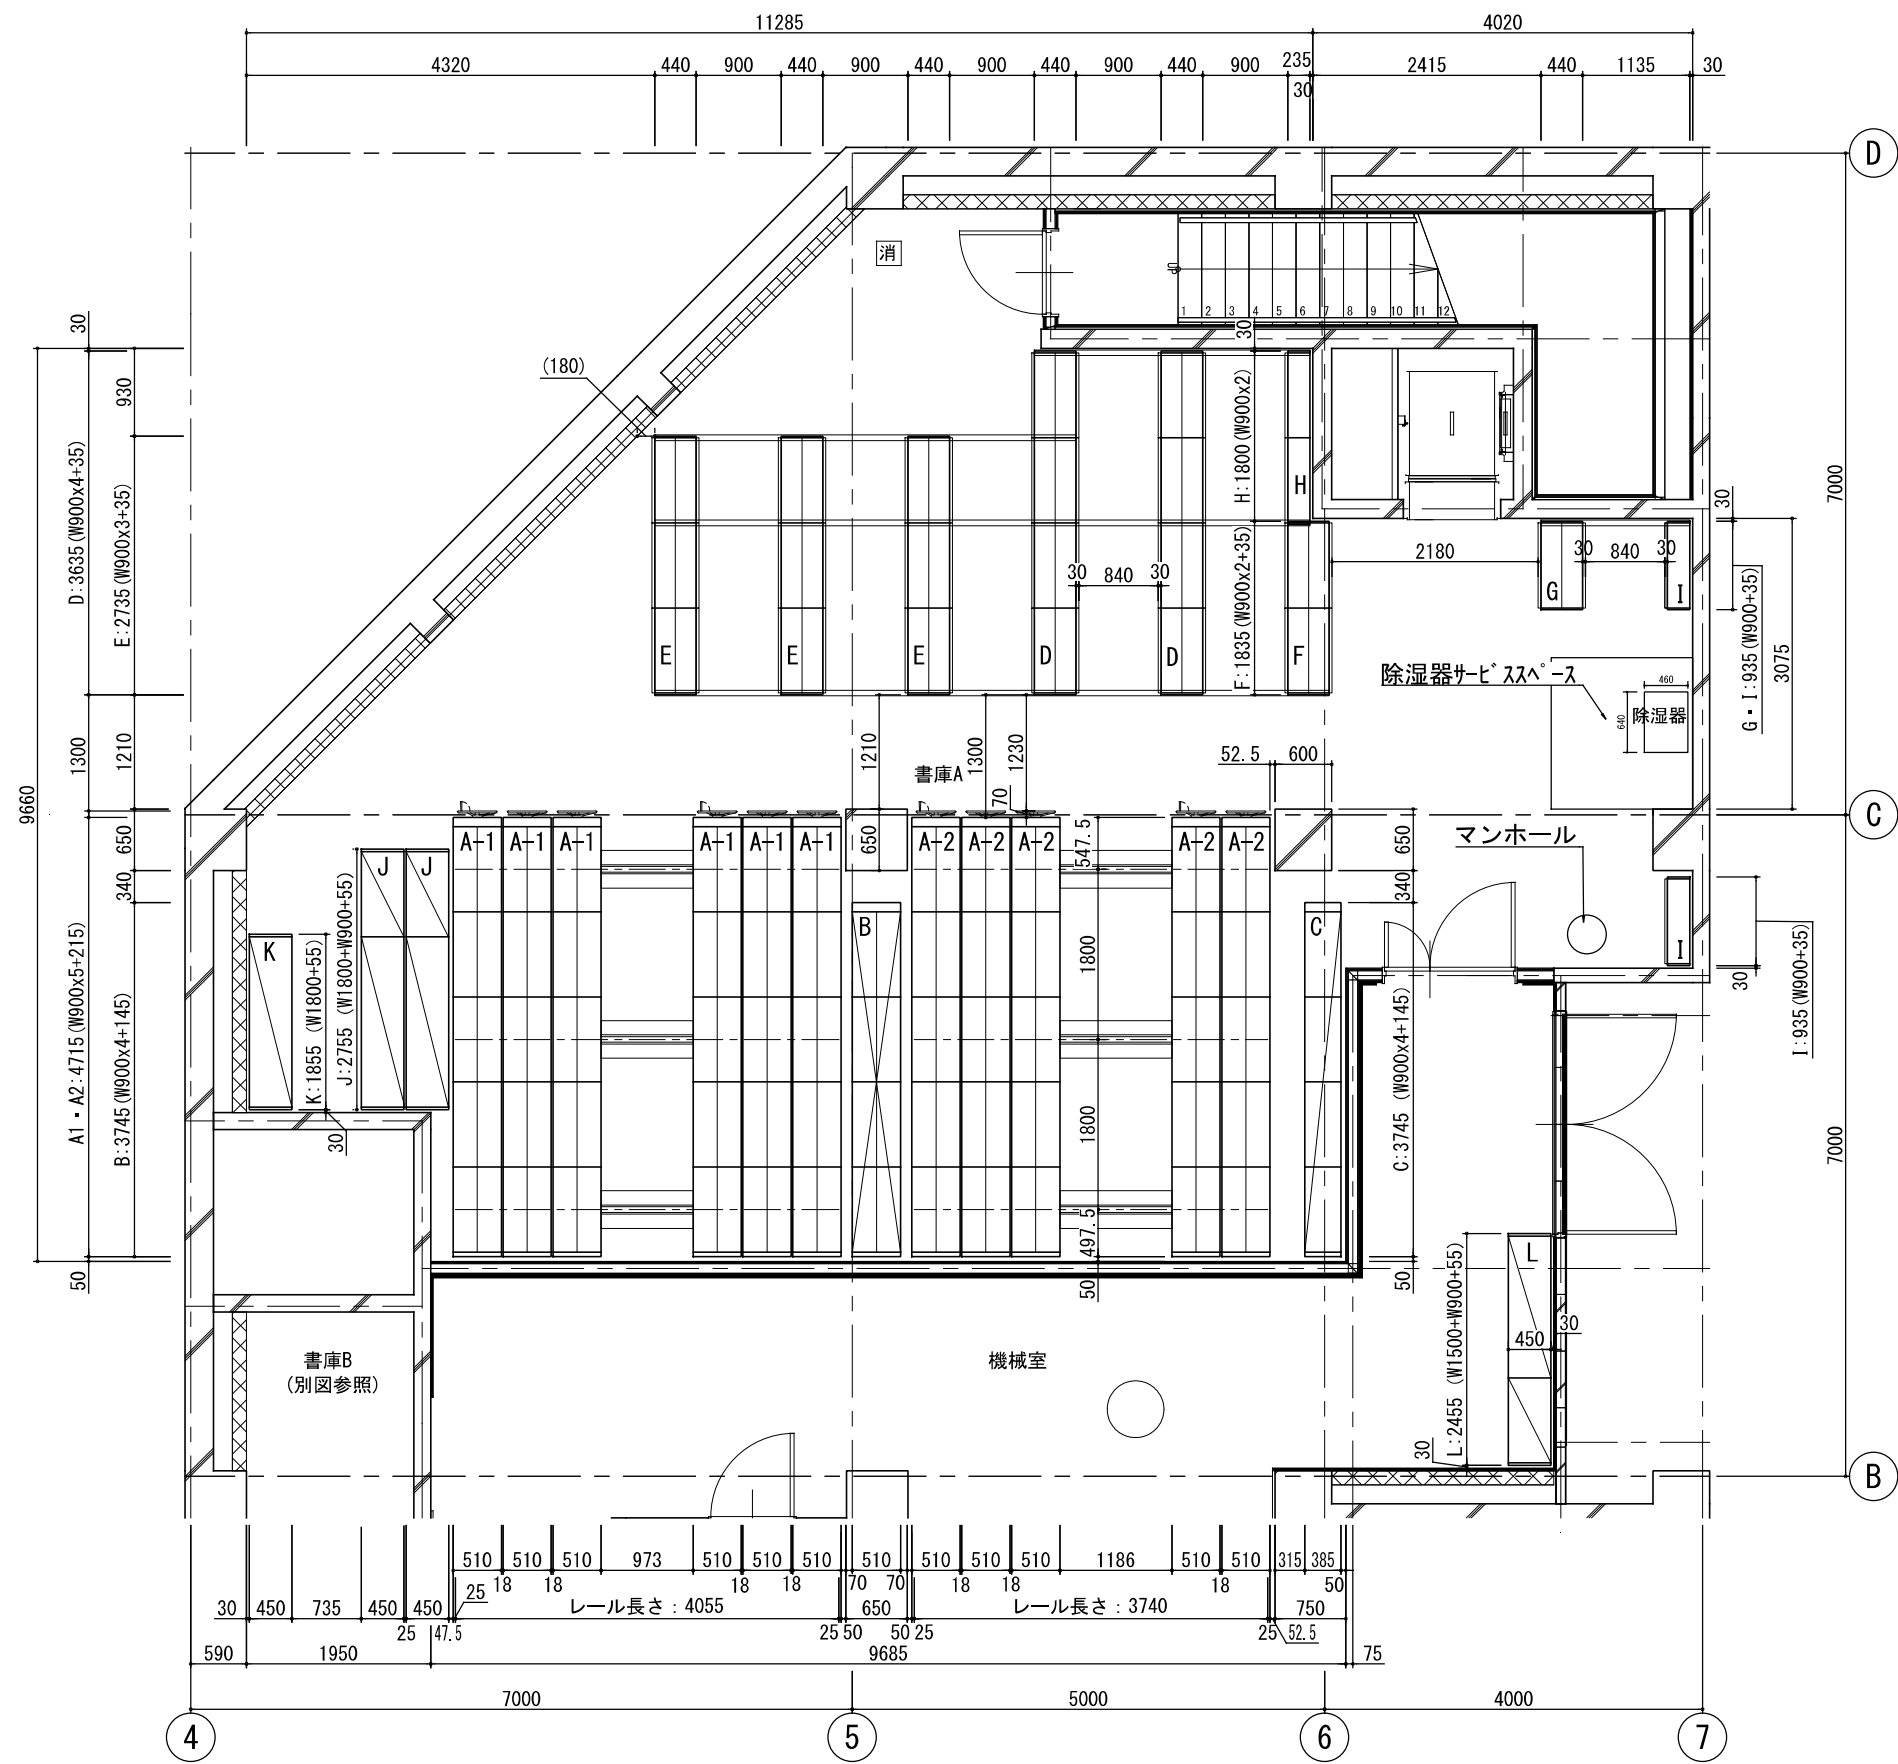 11285
4020
4320
440
900
440
900
440
900
440
900
440
900
235
30
2415
440
1135
30
D
消
1
2
3
4
5
6
7
8
9
10
11
12
30
30
(180)
930
D:3635(W900x4+35)
E:2735(W900x3+35)
H:1800(W900x2)
H
7000
30
30
840
30
2180
30
840
30
G
I
E
E
E
D
D
F
F:1835(W900x2+35)
G・I:935(W900+35)
3075
除湿器サービススペース
460
640
除湿器
9660
1300
1210
1210
1300
1230
70
書庫A
52.5
600
C
A-1
A-1
A-1
A-1
A-1
A-1
A-2
A-2
A-2
A-2
A-2
650
340
650
547.5
650
340
マンホール
J
J
K
B
C
I
30
I:935(W900+35)
A1・A2:4715(W900x5+215)
B:3745(W900x4+145)
K:1855 (W1800+55)
J:2755 (W1800+W900+55)
30
1800
1800
497.5
50
C:3745 (W900x4+145)
50
50
7000
L
L:2455 (W1500+W900+55)
450
30
30
書庫B
(別図参照)
機械室
B
510
510
510
973
510
510
510
510
510
510
510
1186
510
510
315
385
18
18
18
18
70
70
18
18
18
50
30
450
735
450
450
25
レール長さ：4055
650
レール長さ：3740
750
25
47.5
25
50
50
25
25
52.5
590
1950
9685
75
7000
5000
4000
4
5
6
7